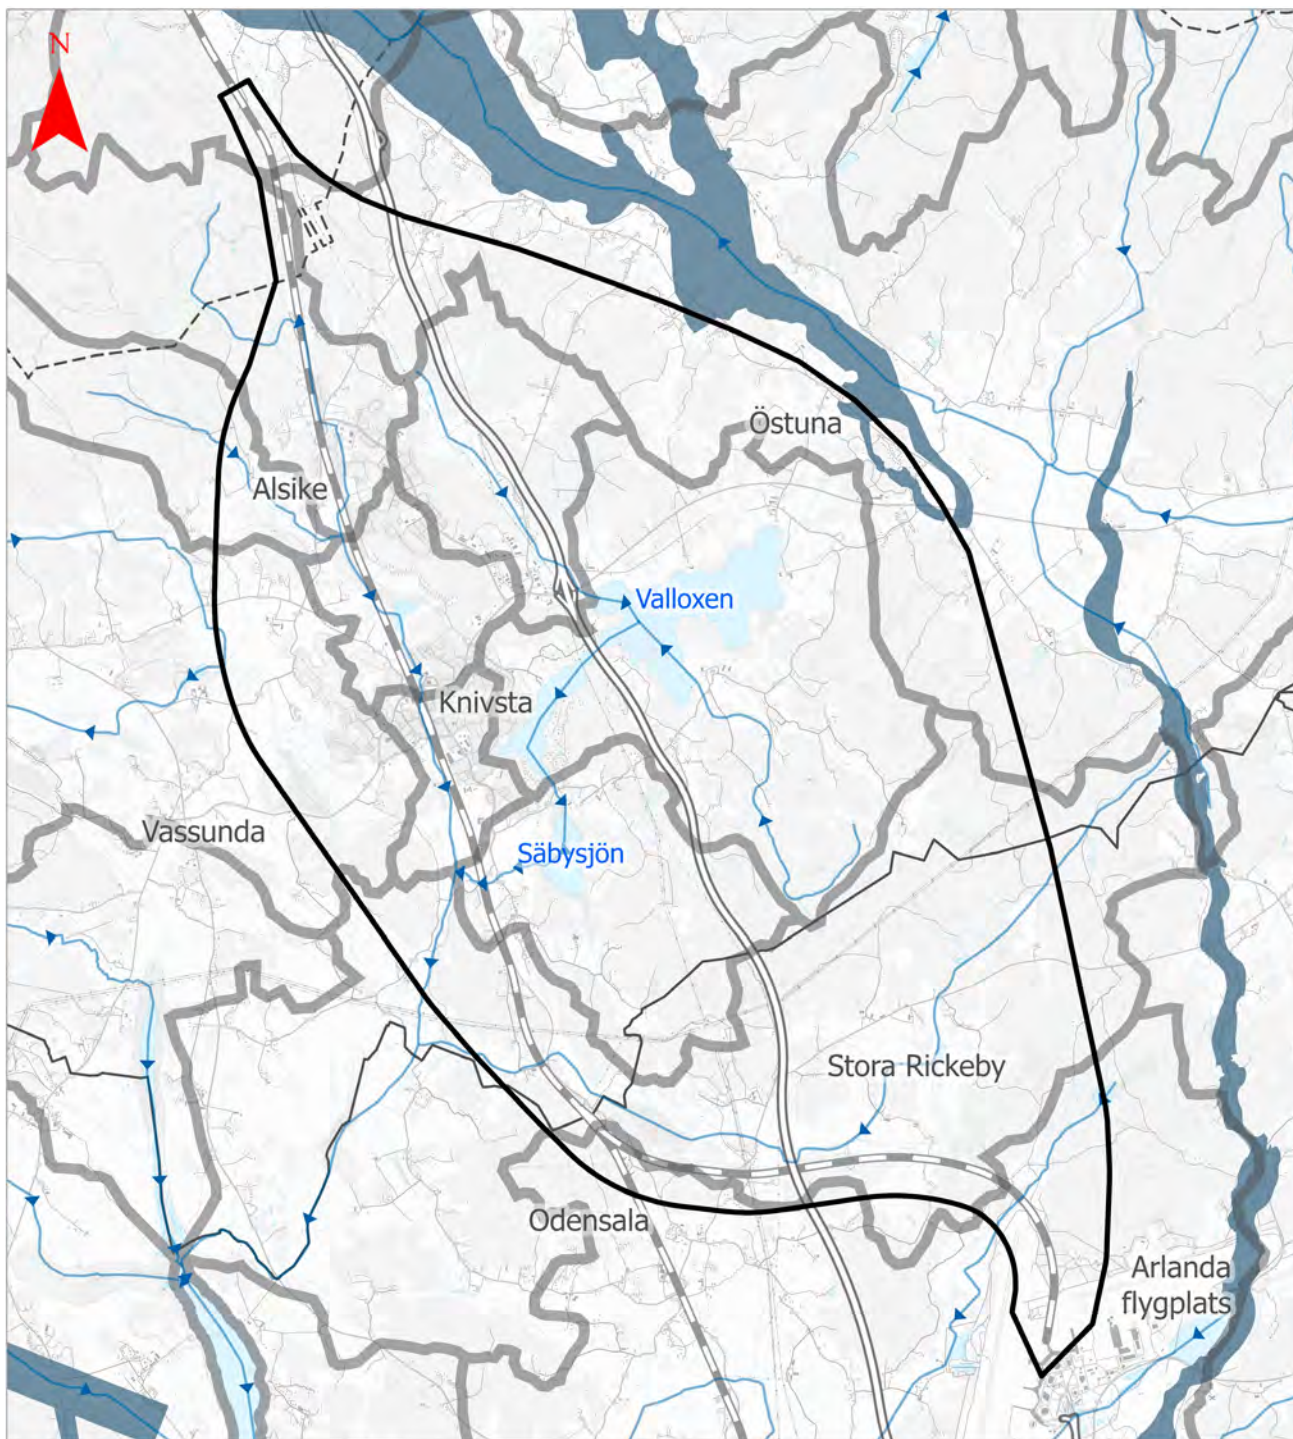 N
Östuna
Alsike
Valloxen
Knivsta
Vassunda
Säbysjön
Stora Rickeby
Odensala
Arlanda
flygplats